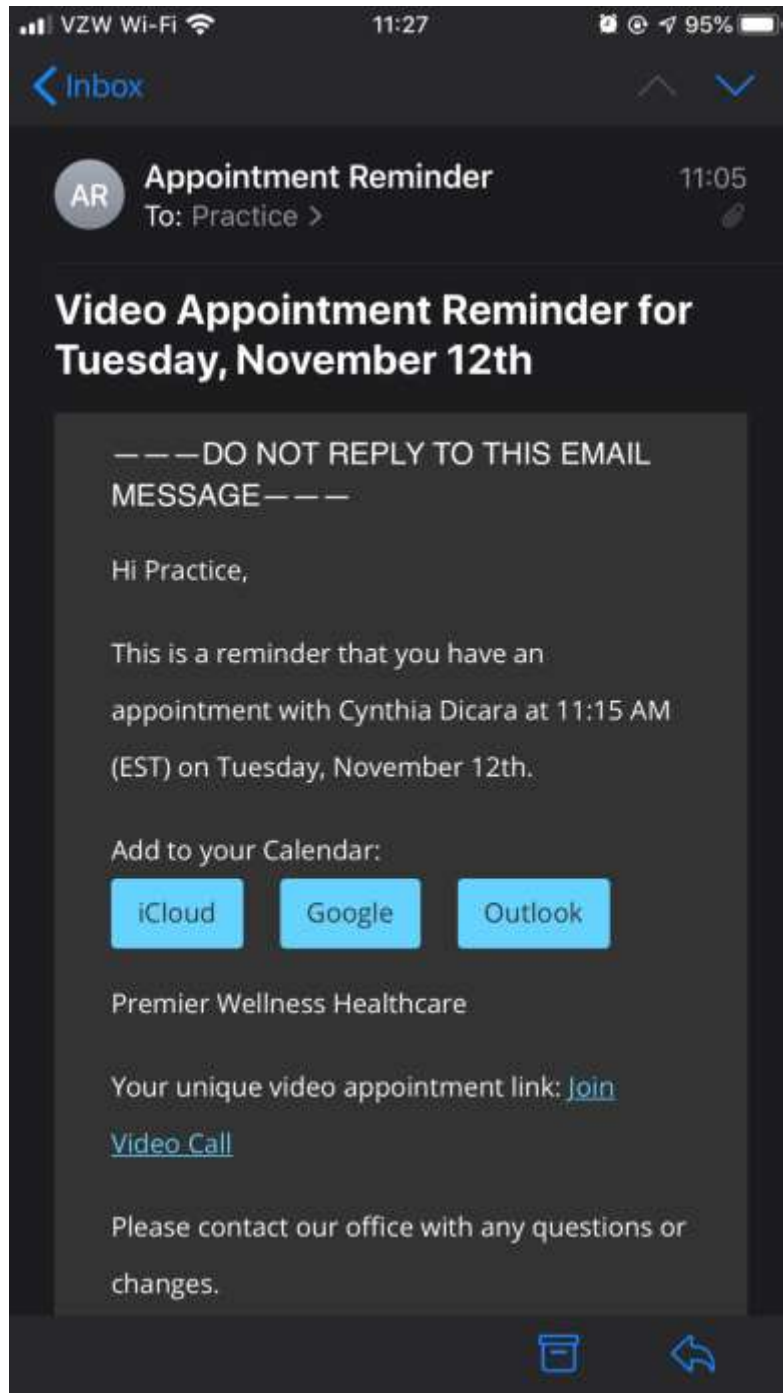 VZW Wi-Fi 11:27 95%
Inbox
AR Appointment Reminder 11:05
To: Practice >
Video Appointment Reminder for
Tuesday, November 12th
———DO NOT REPLY TO THIS EMAIL
MESSAGE———
Hi Practice,
This is a reminder that you have an
appointment with Cynthia Dicara at 11:15 AM
(EST) on Tuesday, November 12th.
Add to your Calendar:
iCloud Google Outlook
Premier Wellness Healthcare
Your unique video appointment link: Join
Video Call
Please contact our office with any questions or
changes.